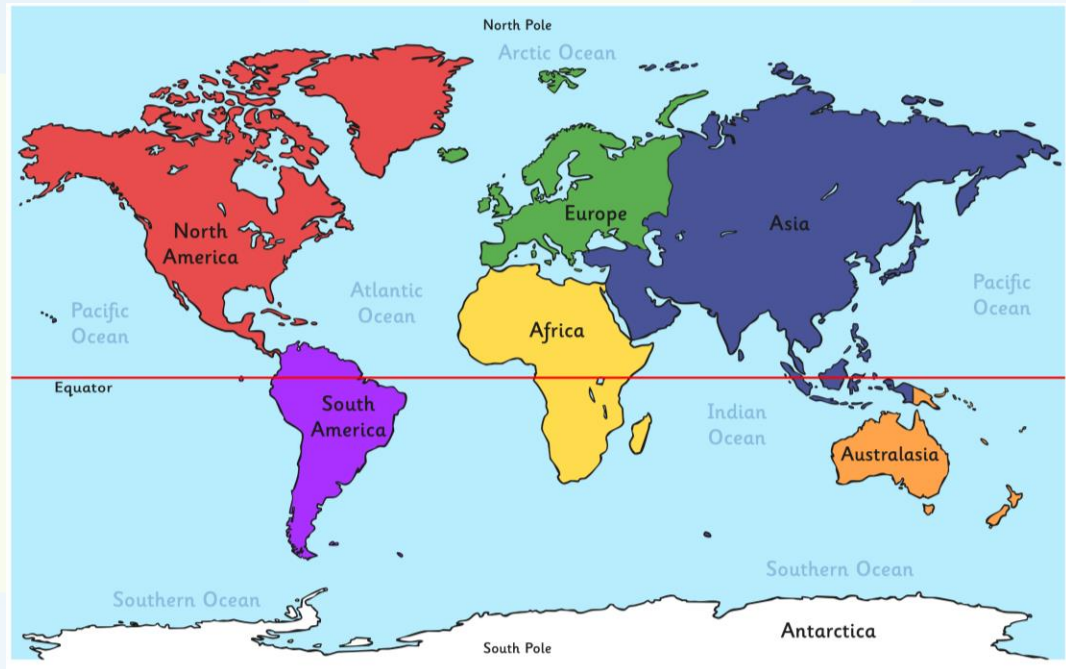 North Pole
Arctic Ocean
North
America
Europe
Asia
Pacific
Ocean
Atlantic
Ocean
Pacific
Ocean
Africa
Equator
South
America
Indian
Ocean
Australasia
Southern Ocean
Southern Ocean
Antarctica
South Pole